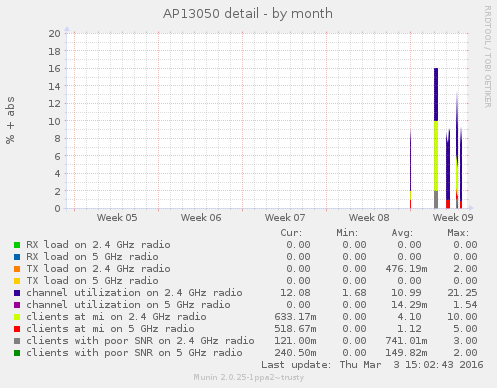 AP13050 detail - by month
RRDTOOL / TOBI OETIKER
% + abs
20
18
16
14
12
10
8
6
4
2
0
Week 05 Week 06 Week 07 Week 08 Week 09
Cur: Min: Avg: Max:
RX load on 2.4 GHz radio 0.00 0.00 0.00 0.00
RX load on 5 GHz radio 0.00 0.00 0.00 0.00
TX load on 2.4 GHz radio 0.00 0.00 476.19m 2.00
TX load on 5 GHz radio 0.00 0.00 0.00 0.00
channel utilization on 2.4 GHz radio 12.08 1.68 10.99 21.25
channel utilization on 5 GHz radio 0.00 0.00 14.29m 1.54
clients at mi on 2.4 GHz radio 633.17m 0.00 4.10 10.00
clients at mi on 5 GHz radio 518.67m 0.00 1.12 5.00
clients with poor SNR on 2.4 GHz radio 121.00m 0.00 741.01m 3.00
clients with poor SNR on 5 GHz radio 240.50m 0.00 149.82m 2.00
Last update: Thu Mar 3 15:02:43 2016
Munin 2.0.25-1ppa2~trusty